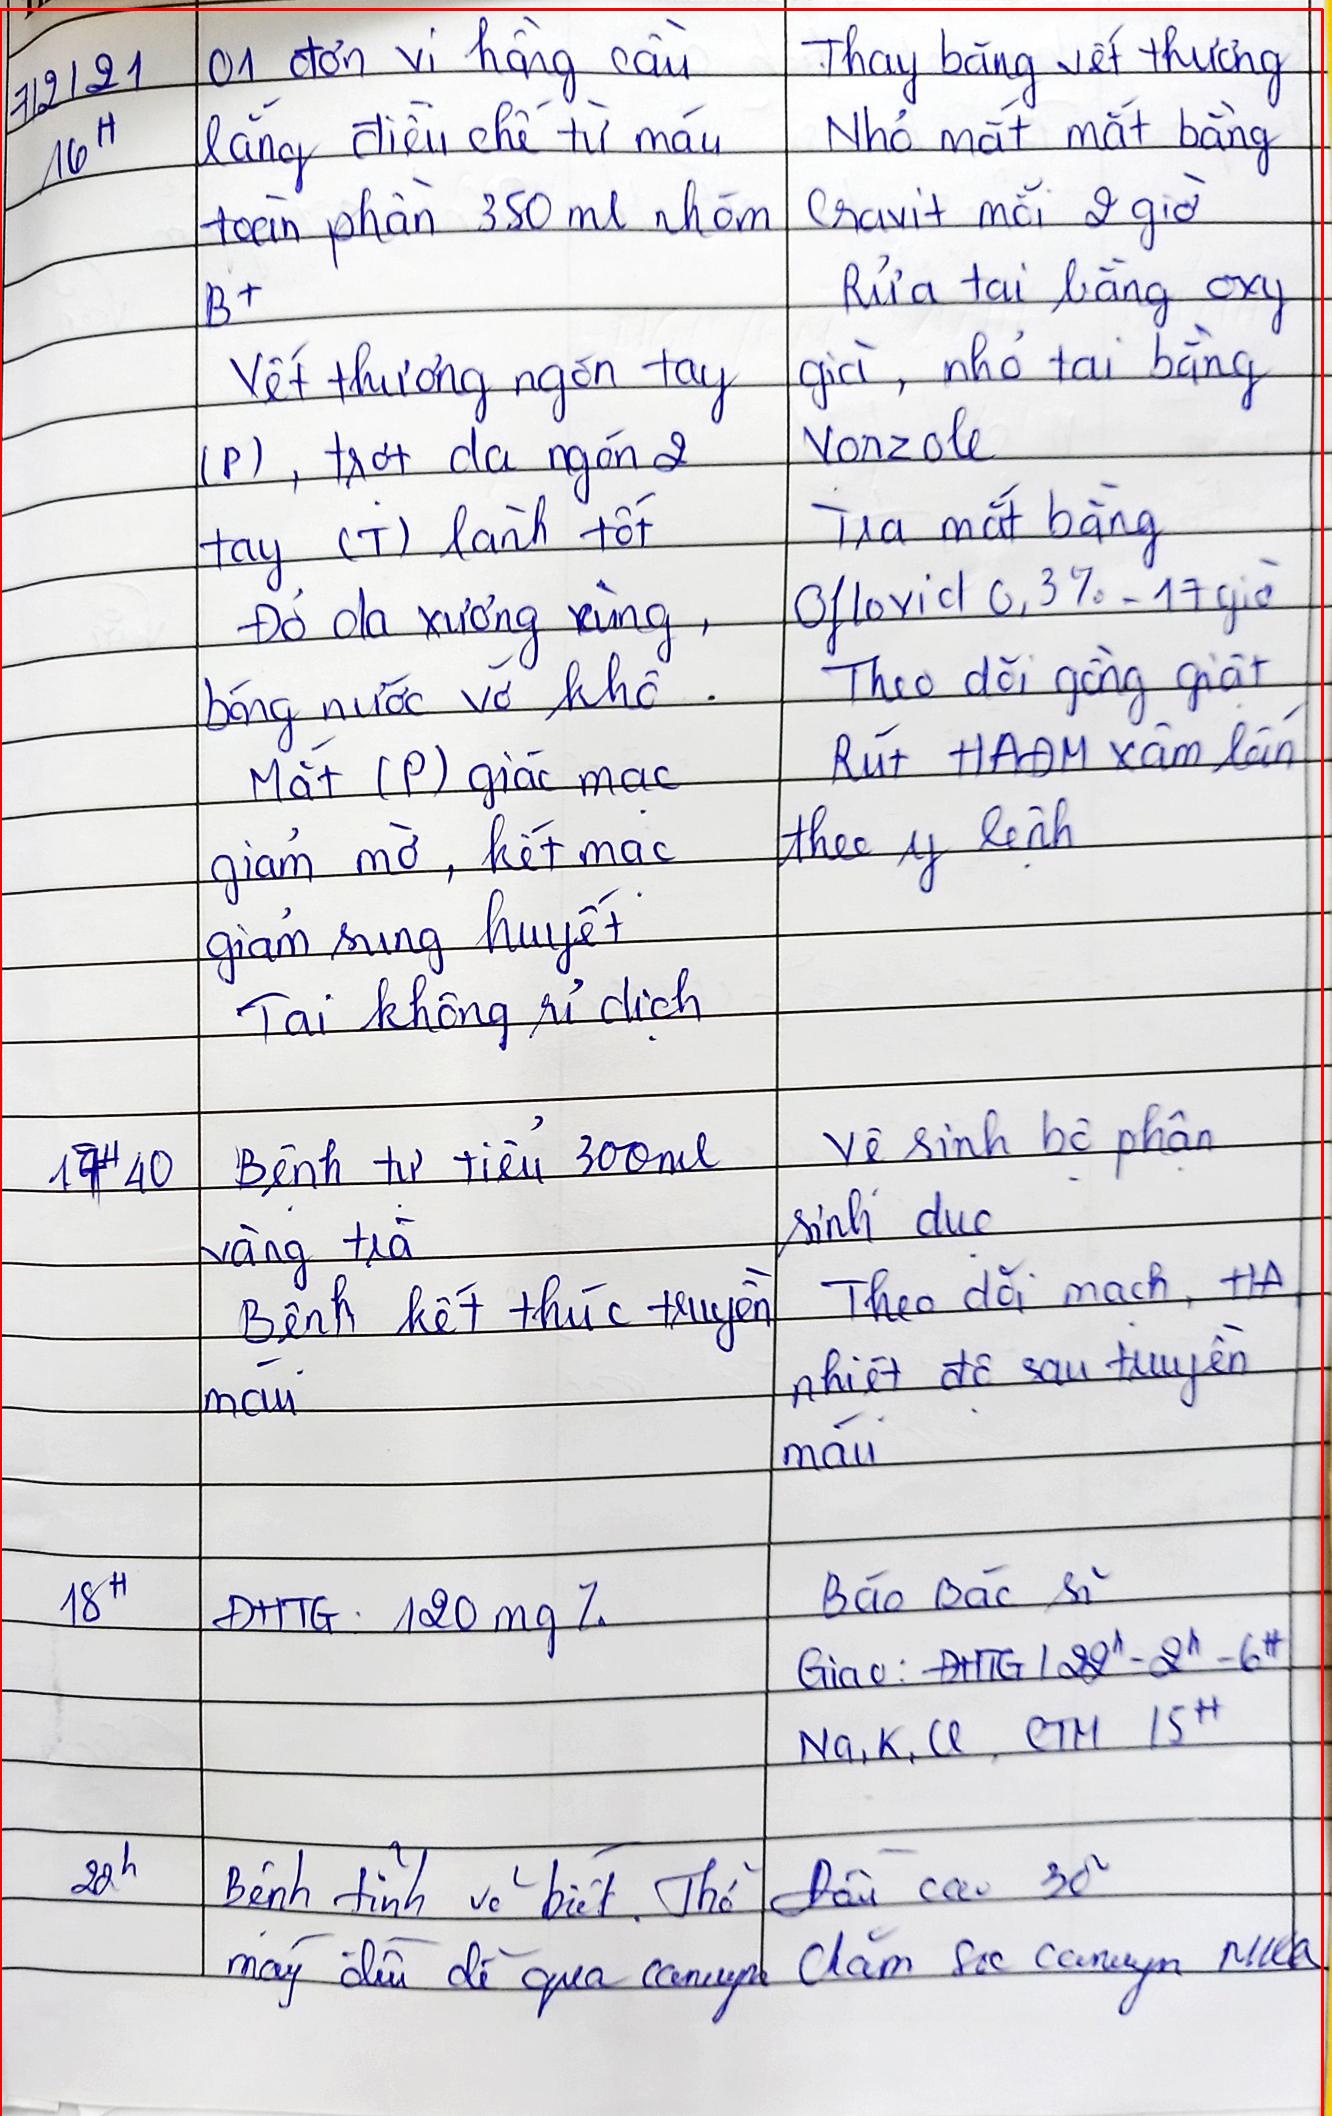 7/2/21
16H
01 đơn vị hồng cầu
lắng điều chế từ máu
toàn phần 350 ml nhóm
B+
Vết thương ngón tay
(P), trợt da ngón 2
tay (T) lành tốt
Đỏ da xương sùng,
bóng nước vỡ khô.
Mắt (P) giác mạc
giảm mờ, kết mạc
giảm sung huyết
Tai không rỉ dịch
Thay băng vết thương
Nhỏ mắt mắt bằng
Cravit mỗi 2 giờ
Rửa tai bằng oxy
già, nhỏ tai bằng
Vonzole
Tra mắt bằng
Oflovid 0,3% - 17 giờ
Theo dõi gồng giật
Rút HAĐM xâm lấn
theo y lệnh
17H40
Bệnh tự tiểu 300ml
vàng trà
Bệnh kết thúc truyền
máu
Vệ sinh bộ phận
sinh dục
Theo dõi mạch, HA
nhiệt độ sau truyền
máu
18H
ĐHTG: 120 mg%
Báo Bác sĩ
Giao: ĐHTG / 22h - 2h - 6H
Na, K, Cl, CTM 15H
22h
Bệnh tỉnh vẻ biết. Thở
máy đều dễ qua canuyn
Đầu cao 30°
Chăm sóc canuyn MKQ